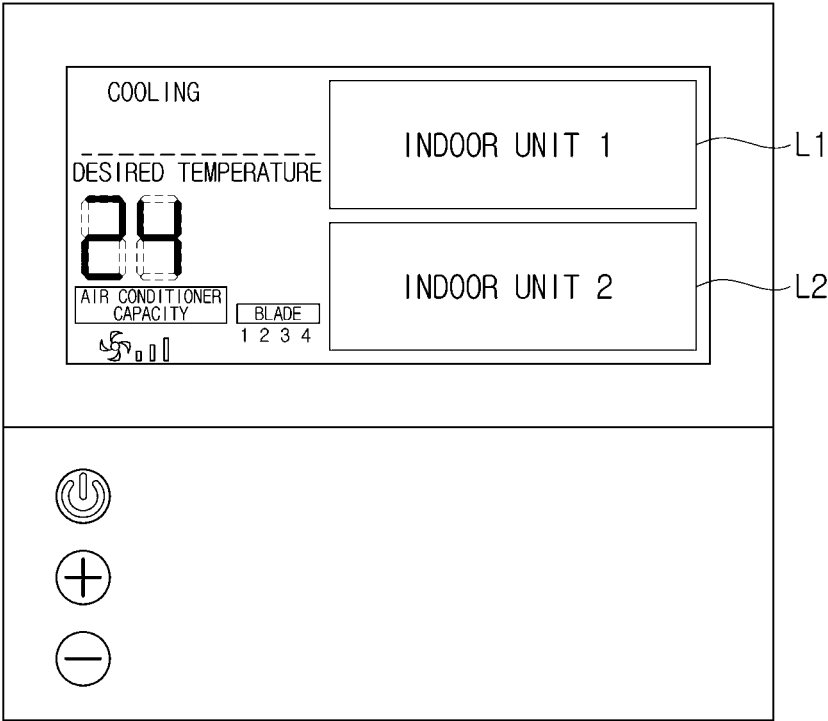 COOLING
DESIRED TEMPERATURE
24
AIR CONDITIONER
CAPACITY
BLADE
1 2 3 4
INDOOR UNIT 1
L1
INDOOR UNIT 2
L2